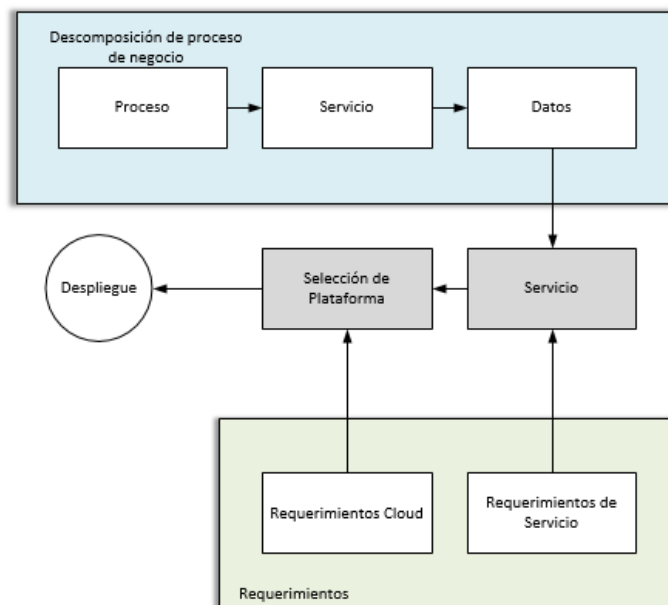 Descomposición de proceso
de negocio
Proceso
Servicio
Datos
Despliegue
Selección de
Plataforma
Servicio
Requerimientos Cloud
Requerimientos de
Servicio
Requerimientos